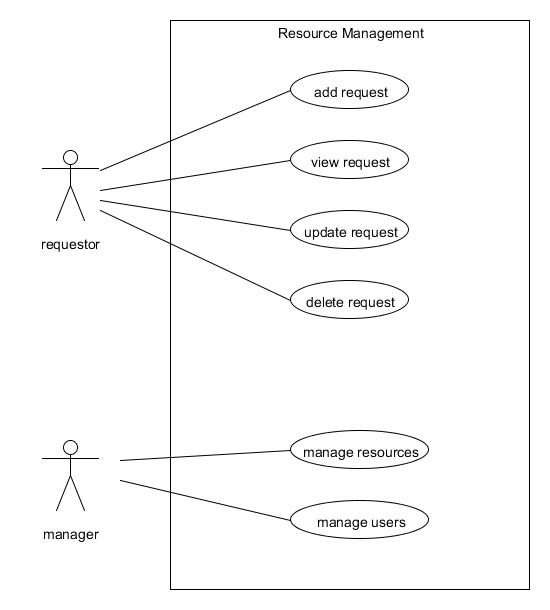 Resource Management
add request
view request
update request
requestor
delete request
manage resources
manage users
manager